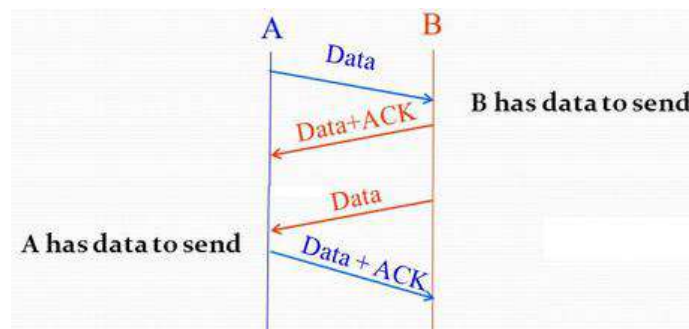 A
B
Data
B has data to send
Data+ACK
Data
A has data to send
Data + ACK